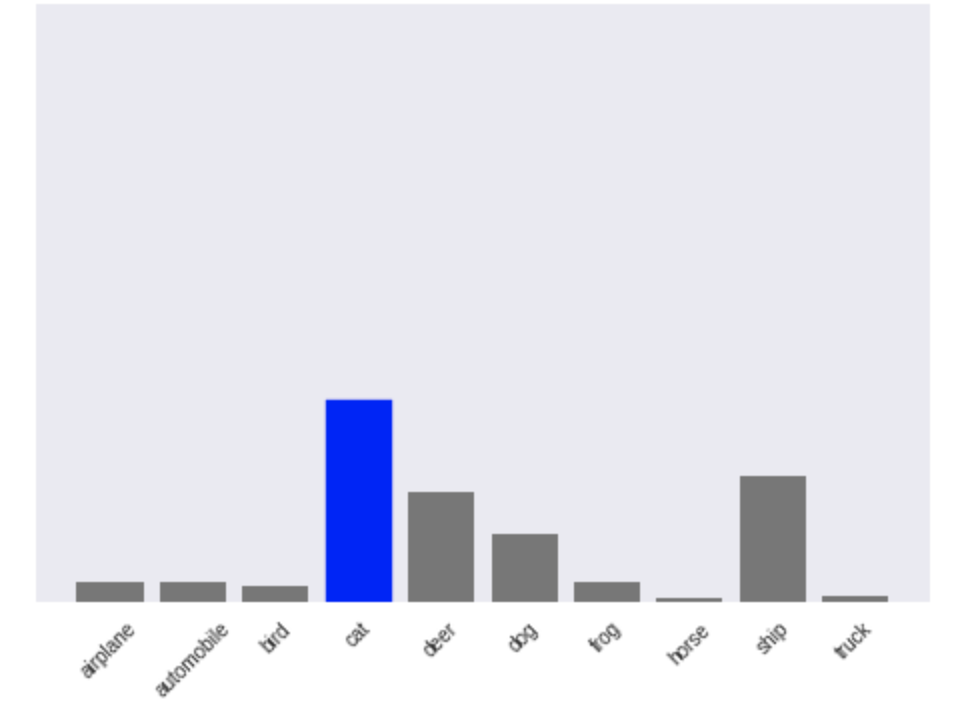 airplane
automobile
bird
cat
deer
dog
frog
horse
ship
truck